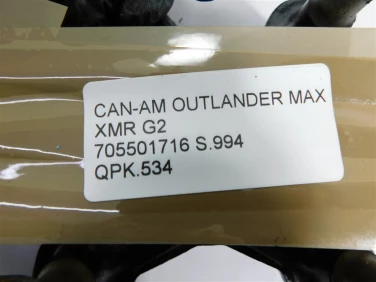 CAN-AM OUTLANDER MAX
XMR G2
705501716 S.994
QPK.534